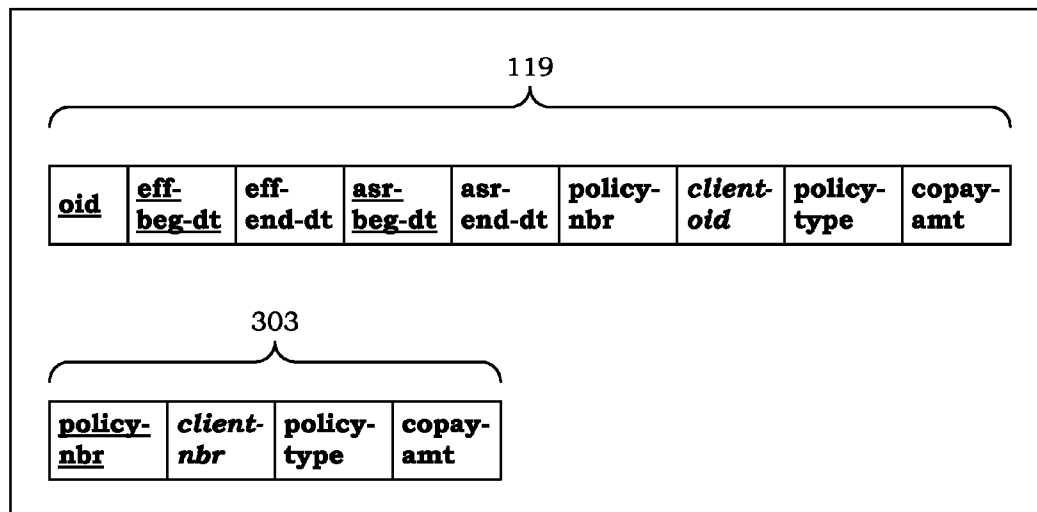 119
oid eff- eff- asr- asr- policy- client- policy- copay-
beg-dt end-dt beg-dt end-dt nbr oid type amt
303
policy- client- policy- copay-
nbr nbr type amt